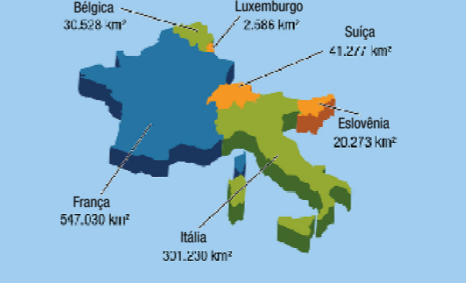 Bélgica
30.528 km²
Luxemburgo
2.586 km²
Suíça
41.277 km²
Eslovênia
20.273 km²
França
547.030 km²
Itália
301.230 km²